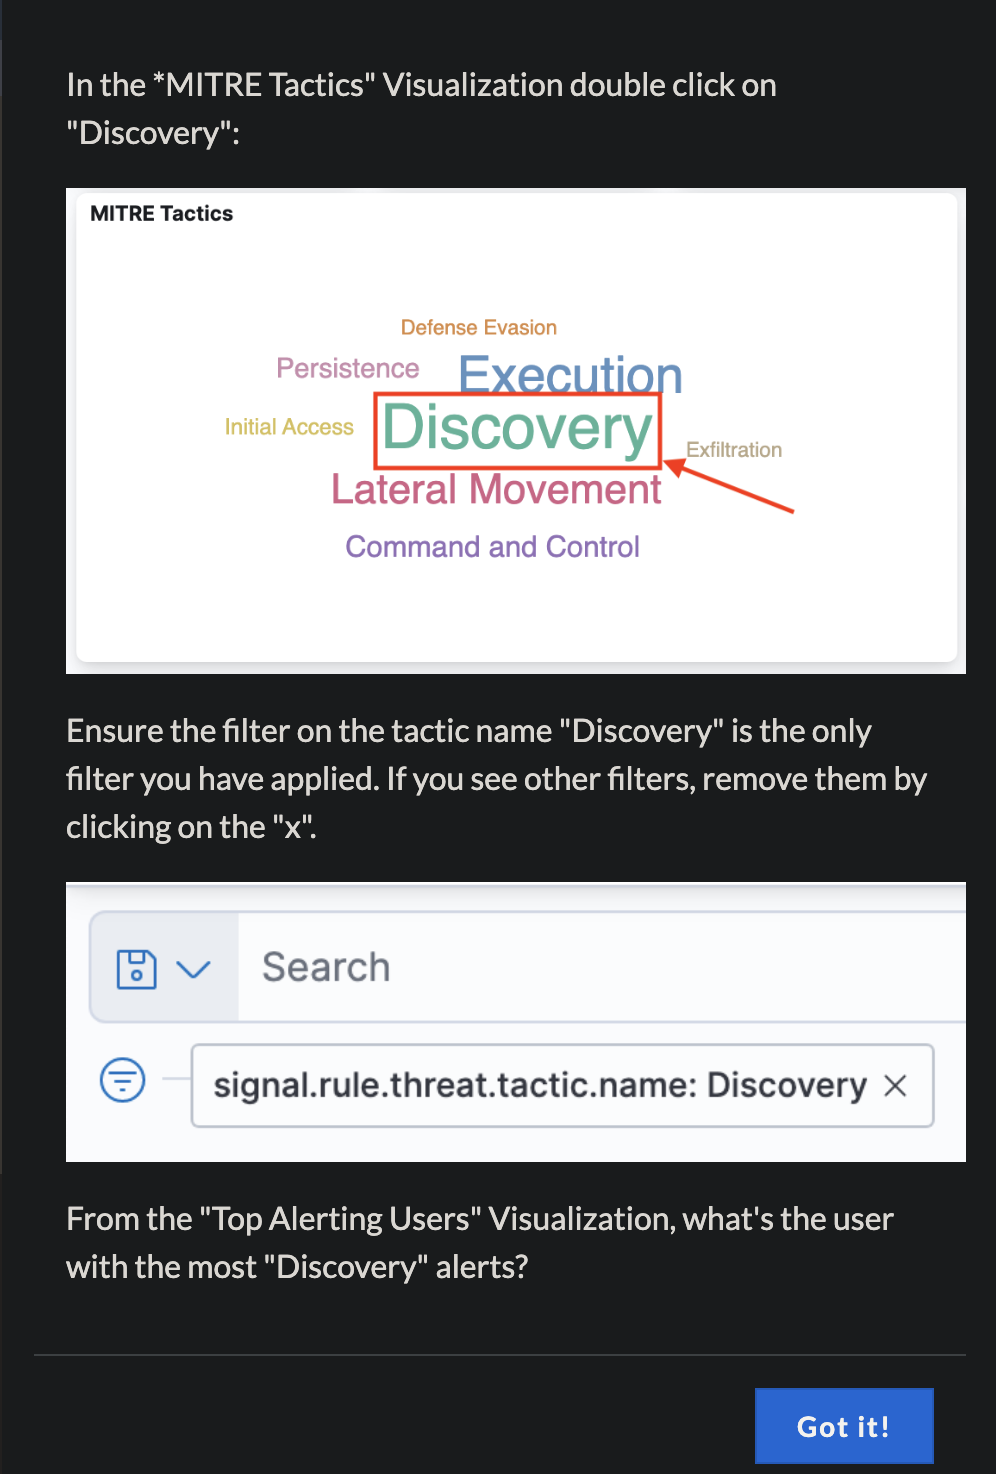 In the *MITRE Tactics" Visualization double click on
"Discovery":
MITRE Tactics
Defense Evasion
Persistence
Execution
Initial Access
Discovery
Exfiltration
Lateral Movement
Command and Control
Ensure the filter on the tactic name "Discovery" is the only
filter you have applied. If you see other filters, remove them by
clicking on the "x".
Search
signal.rule.threat.tactic.name: Discovery ×
From the "Top Alerting Users" Visualization, what's the user
with the most "Discovery" alerts?
Got it!